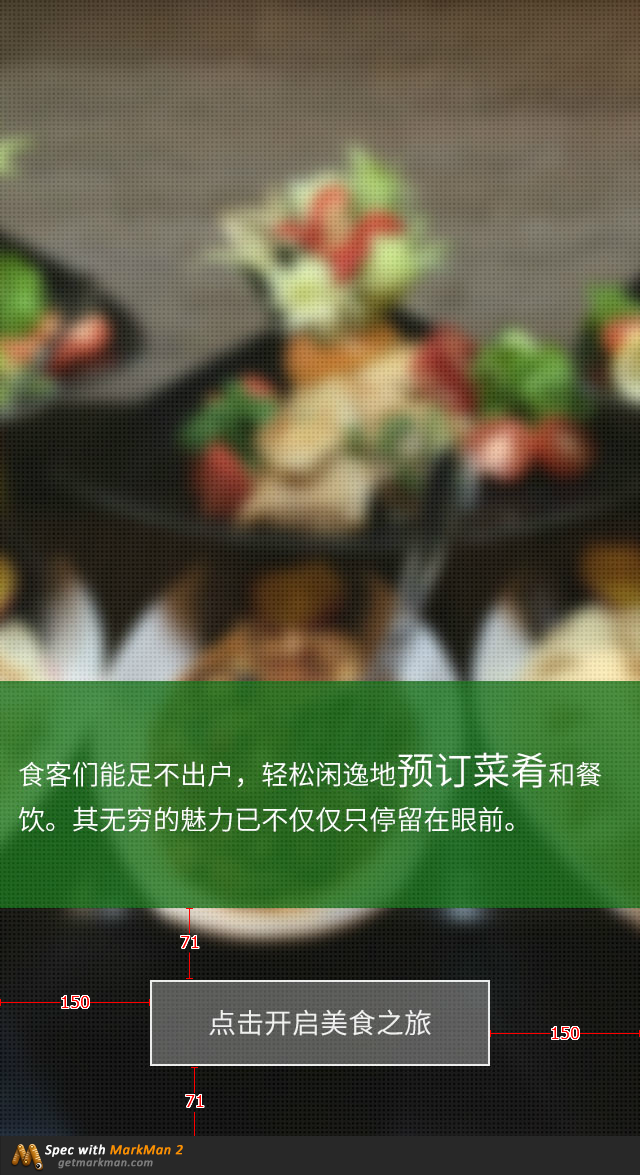 食客们能足不出户，轻松闲逸地预订菜肴和餐
饮。其无穷的魅力已不仅仅只停留在眼前。
71
150
点击开启美食之旅
150
71
Spec with MarkMan 2
getmarkman.com